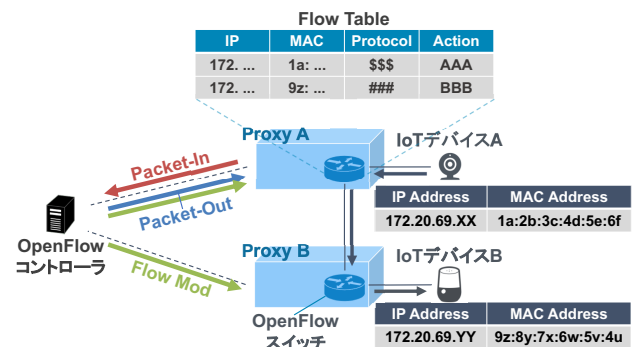 Flow Table
IP MAC Protocol Action
172. ... 1a: ... $$$ AAA
172. ... 9z: ... ### BBB
Proxy A
IoTデバイスA
Packet-In
Packet-Out
IP Address MAC Address
172.20.69.XX 1a:2b:3c:4d:5e:6f
OpenFlow
コントローラ
Flow Mod
Proxy B
IoTデバイスB
OpenFlow
スイッチ
IP Address MAC Address
172.20.69.YY 9z:8y:7x:6w:5v:4u